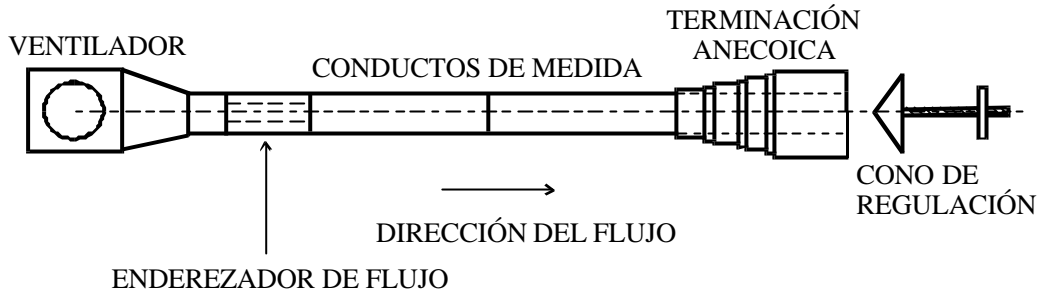 VENTILADOR
CONDUCTOS DE MEDIDA
TERMINACIÓN
ANECOICA
CONO DE
REGULACIÓN
DIRECCIÓN DEL FLUJO
ENDEREZADOR DE FLUJO